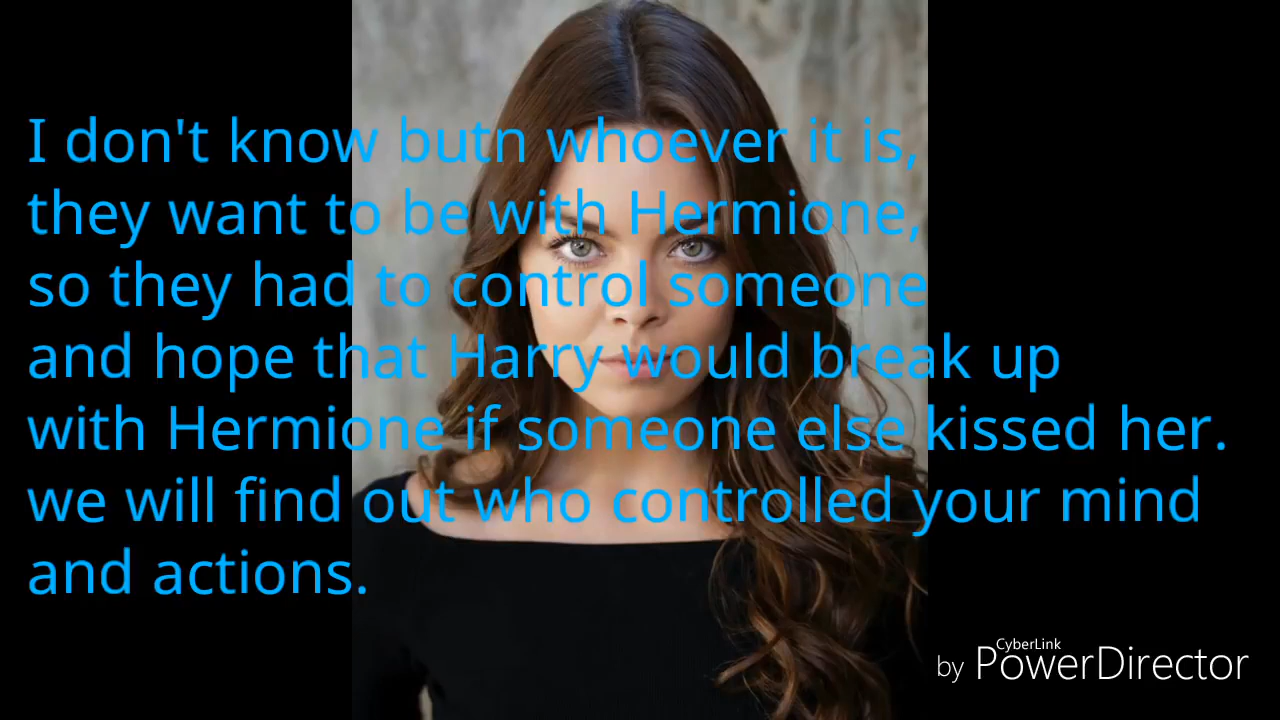 I don't know butn whoever it is,
they want to be with Hermione,
so they had to control someone
and hope that Harry would break up
with Hermione if someone else kissed her.
we will find out who controlled your mind
and actions.
CyberLink
by PowerDirector